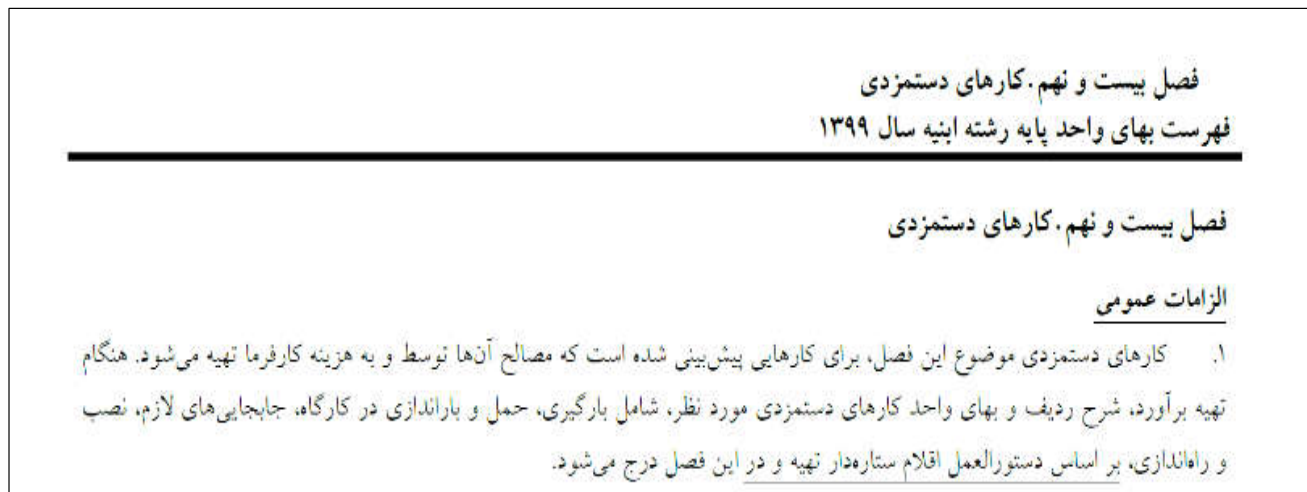 فصل بیست و نهم.کارهای دستمزدی
فهرست بهای واحد پایه رشته ابنیه سال ۱۳۹۹
فصل بیست و نهم.کارهای دستمزدی
الزامات عمومی
۱. کارهای دستمزدی موضوع این فصل، برای کارهایی پیش‌بینی شده است که مصالح آن‌ها توسط و به هزینه کارفرما تهیه می‌شود. هنگام
تهیه برآورد، شرح ردیف و بهای واحد کارهای دستمزدی مورد نظر، شامل بارگیری، حمل و باراندازی در کارگاه، جابجایی‌های لازم، نصب
و راه‌اندازی، بر اساس دستورالعمل اقلام ستاره‌دار تهیه و در این فصل درج می‌شود.